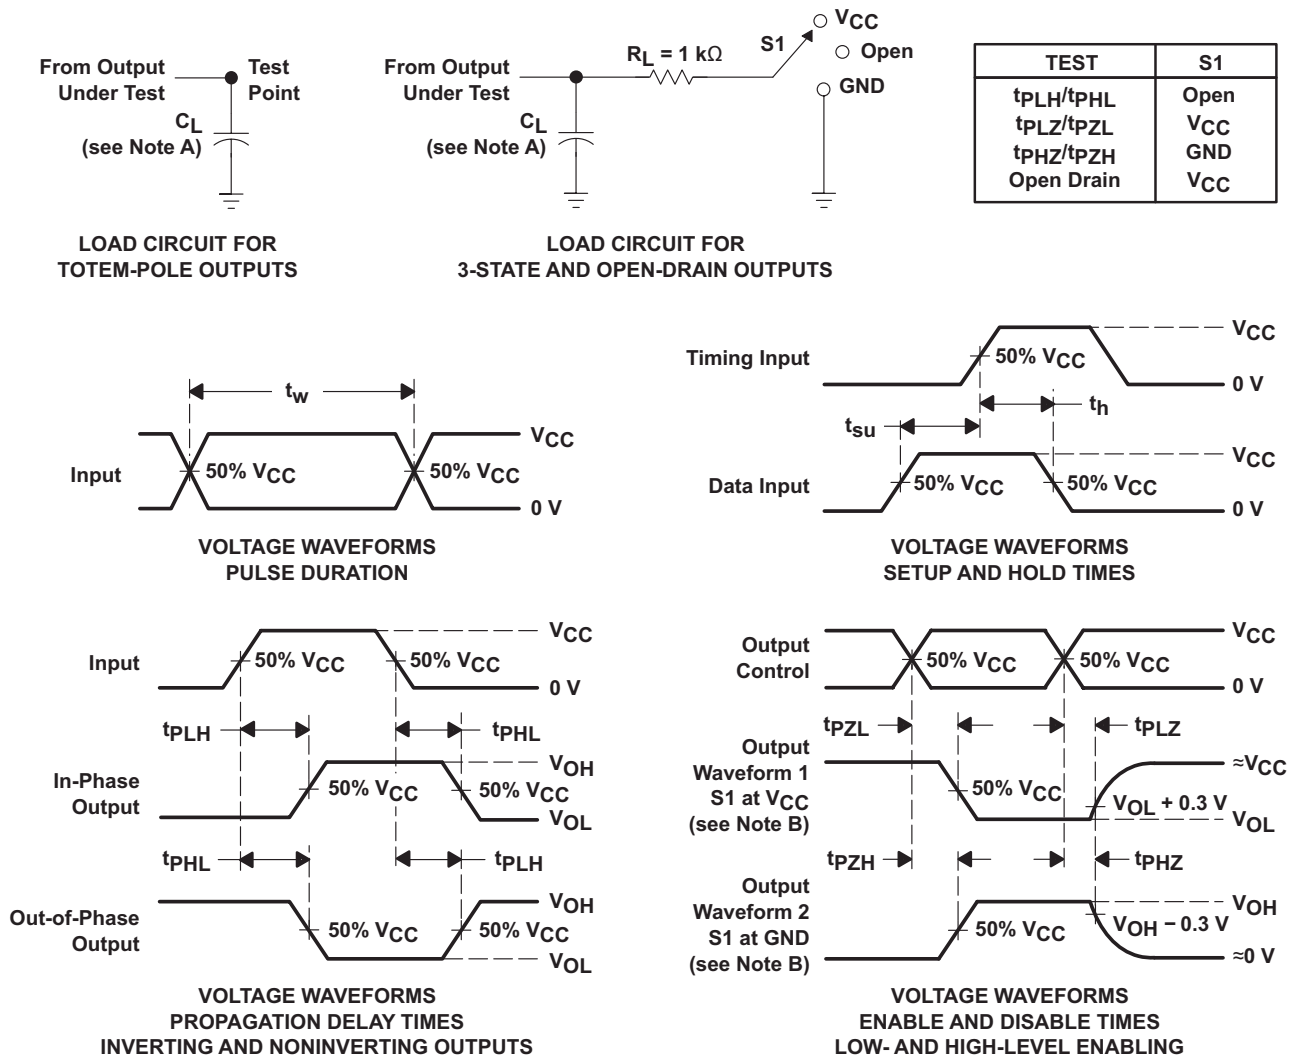 From Output
Under Test
Test
Point
CL
(see Note A)
LOAD CIRCUIT FOR
TOTEM-POLE OUTPUTS
From Output
Under Test
RL = 1 kΩ
S1
VCC
Open
GND
CL
(see Note A)
LOAD CIRCUIT FOR
3-STATE AND OPEN-DRAIN OUTPUTS
TEST S1
tPLH/tPHL Open
tPLZ/tPZL VCC
tPHZ/tPZH GND
Open Drain VCC
tw
Input
50% VCC
50% VCC
VCC
0 V
VOLTAGE WAVEFORMS
PULSE DURATION
Timing Input
50% VCC
VCC
0 V
th
tsu
Data Input
50% VCC
50% VCC
VCC
0 V
VOLTAGE WAVEFORMS
SETUP AND HOLD TIMES
Input
50% VCC
50% VCC
VCC
0 V
tPLH
tPHL
In-Phase
Output
50% VCC
50% VCC
VOH
VOL
tPHL
tPLH
Out-of-Phase
Output
50% VCC
50% VCC
VOH
VOL
VOLTAGE WAVEFORMS
PROPAGATION DELAY TIMES
INVERTING AND NONINVERTING OUTPUTS
Output
Control
50% VCC
50% VCC
VCC
0 V
tPZL
tPLZ
Output
Waveform 1
S1 at VCC
(see Note B)
50% VCC
VOL + 0.3 V
≈VCC
VOL
tPZH
tPHZ
Output
Waveform 2
S1 at GND
(see Note B)
50% VCC
VOH − 0.3 V
VOH
≈0 V
VOLTAGE WAVEFORMS
ENABLE AND DISABLE TIMES
LOW- AND HIGH-LEVEL ENABLING